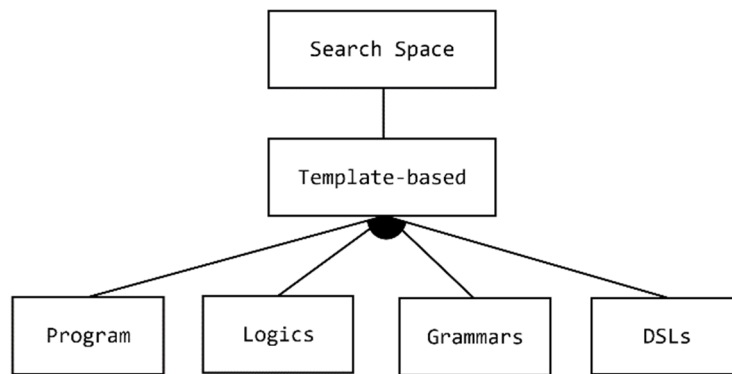 Search Space
Template-based
Program
Logics
Grammars
DSLs